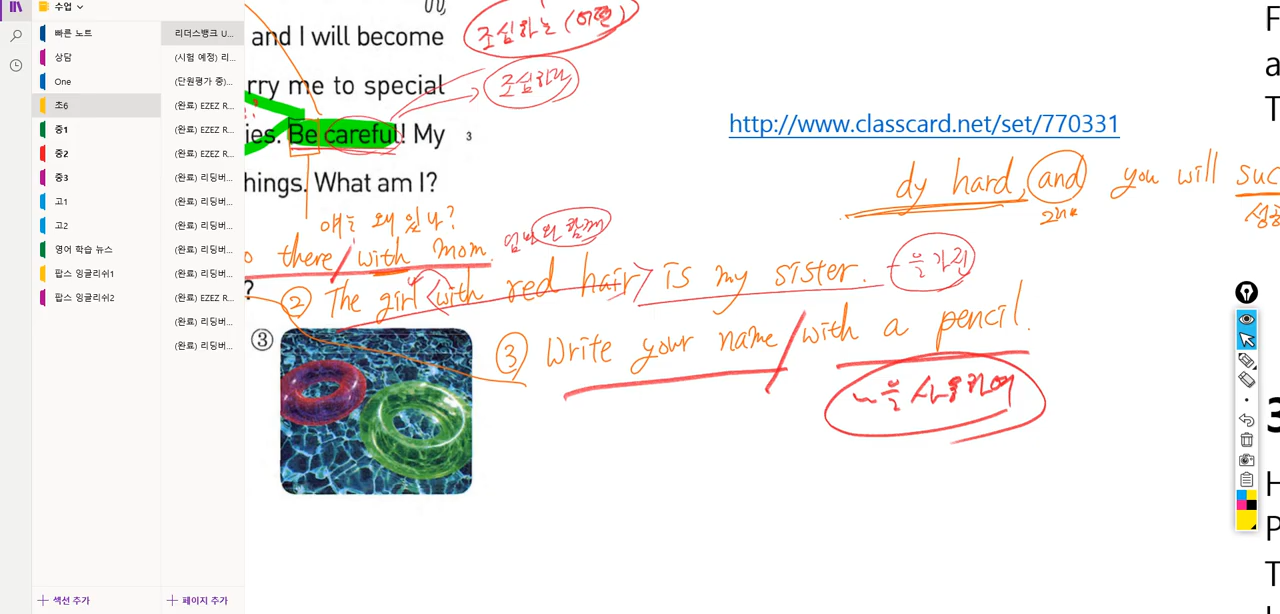 수업
빠른 노트
상담
One
초6
중1
중2
중3
고1
고2
영어 학습 뉴스
팝스 잉글리쉬1
팝스 잉글리쉬2
+ 섹션 추가
리더스뱅크 U...
(시험 예정) 리...
(단원평가 중)...
(완료) EZEZ R...
(완료) EZEZ R...
(완료) EZEZ R...
(완료) 리딩버...
(완료) 리딩버...
(완료) 리딩버...
(완료) 리딩버...
(완료) 리딩버...
(완료) EZEZ R...
(완료) 리딩버...
(완료) 리딩버...
+ 페이지 추가
조심하는 (어떤)
and I will become
조심하다
rry me to special
ies. Be careful! My 3
hings. What am I?
http://www.classcard.net/set/770331
dy hard, and you will suc
그래
성공
얘는 왜 있나?
there / with mom. 엄마와 함께
② The girl <with red hair> is my sister. ~을 가진
③ Write your name / with a pencil.
~을 사용하여
③
?
F
a
T
3
H
P
T